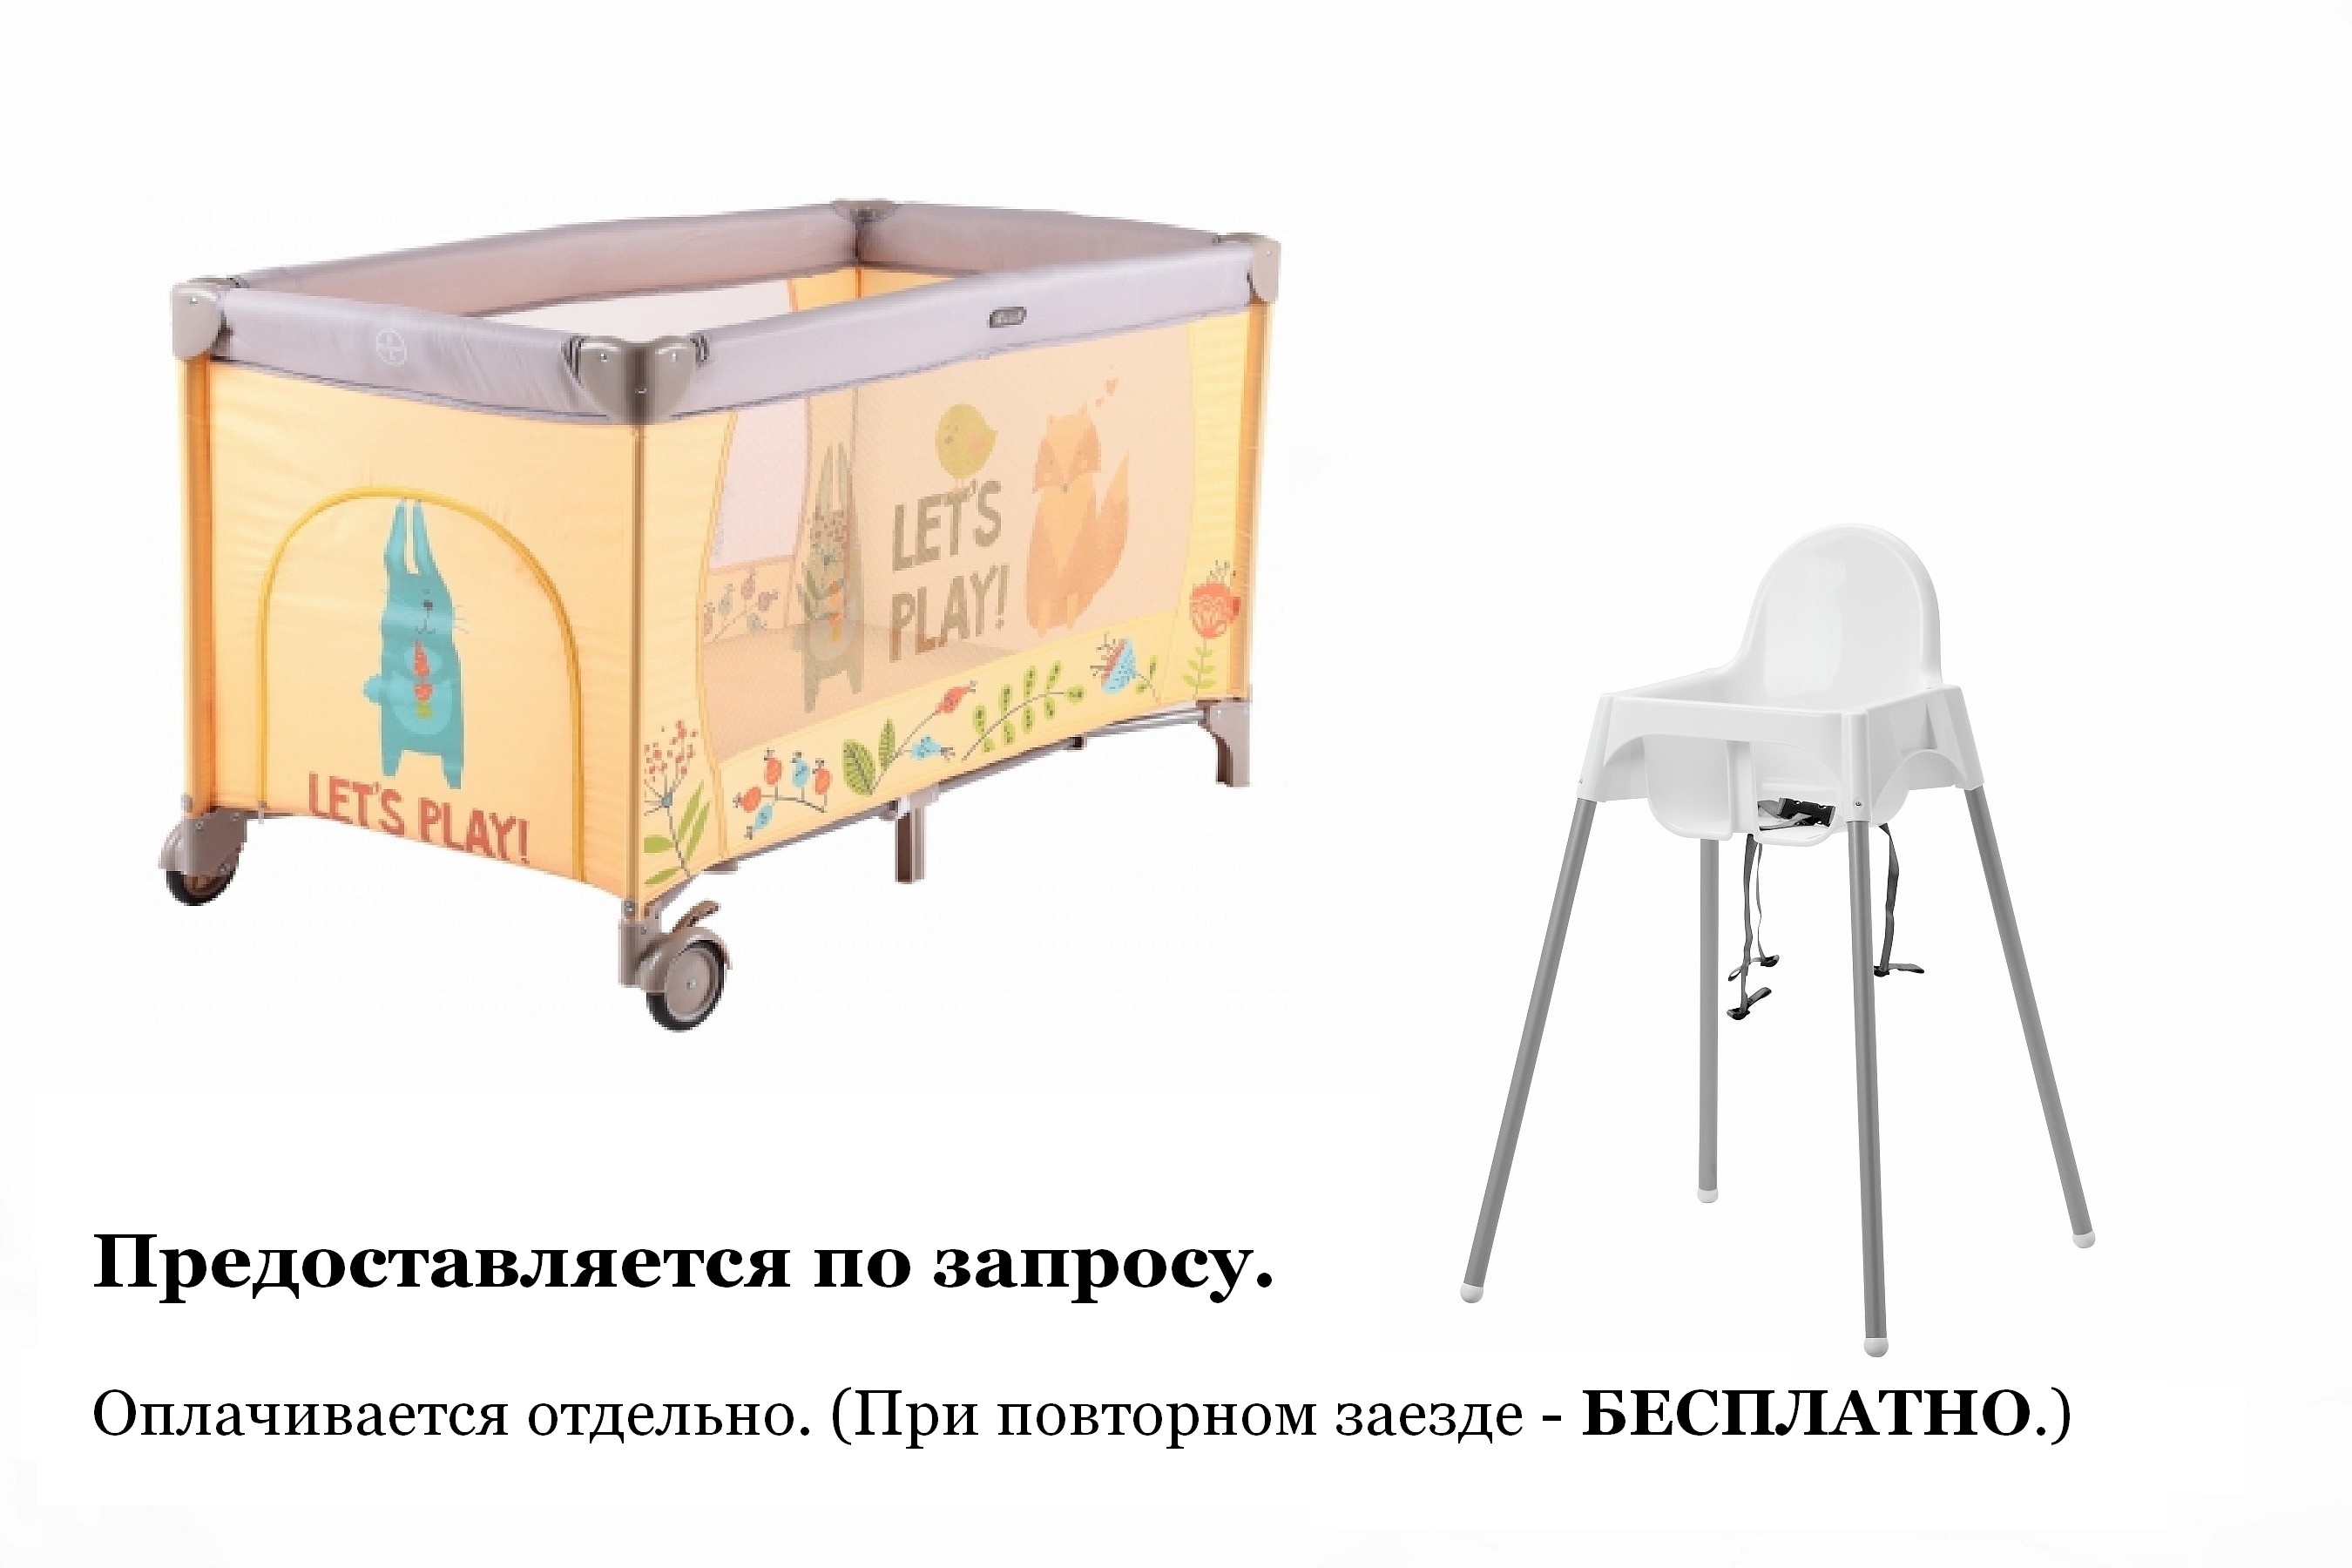 LET'S
PLAY!
LET'S PLAY!
Предоставляется по запросу.
Оплачивается отдельно. (При повторном заезде - БЕСПЛАТНО.)